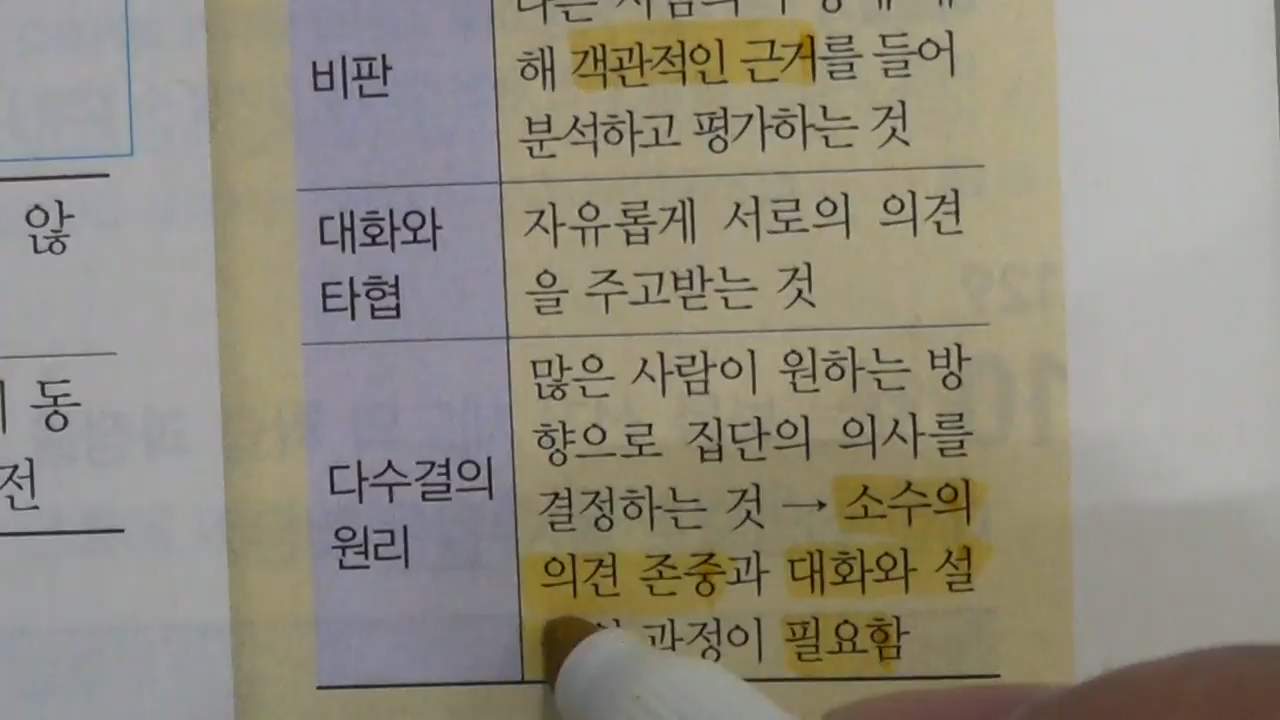 비판
해 객관적인 근거를 들어
분석하고 평가하는 것
대화와
타협
자유롭게 서로의 의견
을 주고받는 것
다수결의
원리
많은 사람이 원하는 방
향으로 집단의 의사를
결정하는 것 → 소수의
의견 존중과 대화와 설
과정이 필요함
않
동
전